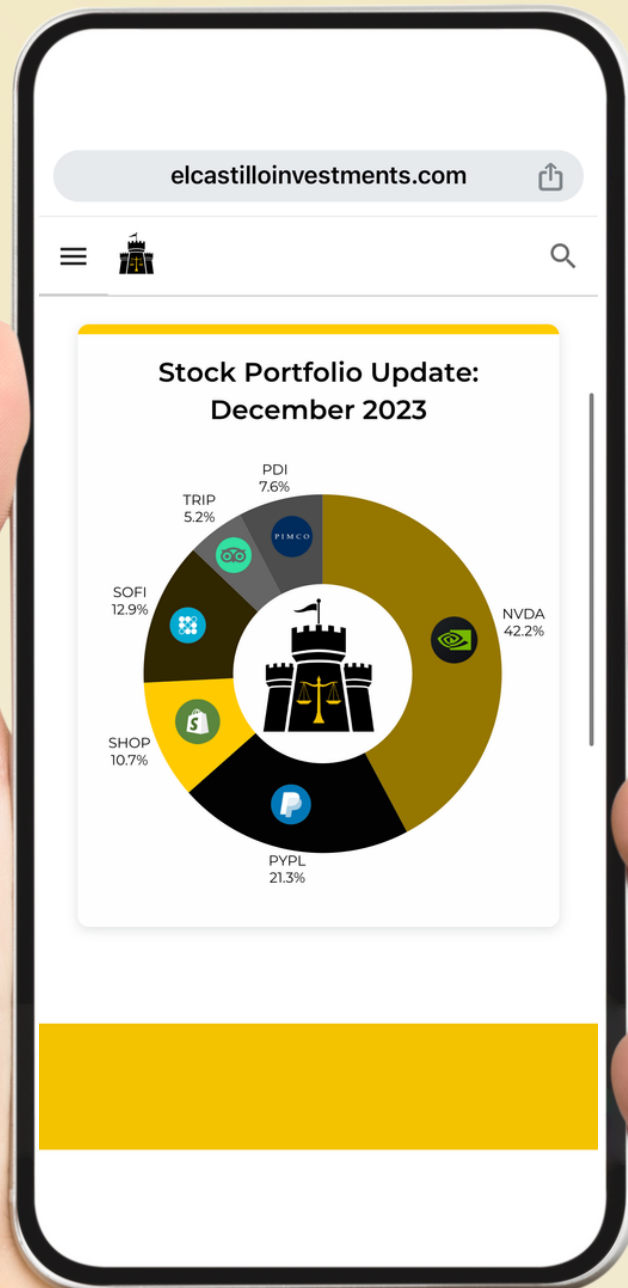 elcastilloinvestments.com
Stock Portfolio Update:
December 2023
PDI
7.6%
TRIP
5.2%
PIMCO
SOFI
12.9%
NVDA
42.2%
SHOP
10.7%
PYPL
21.3%